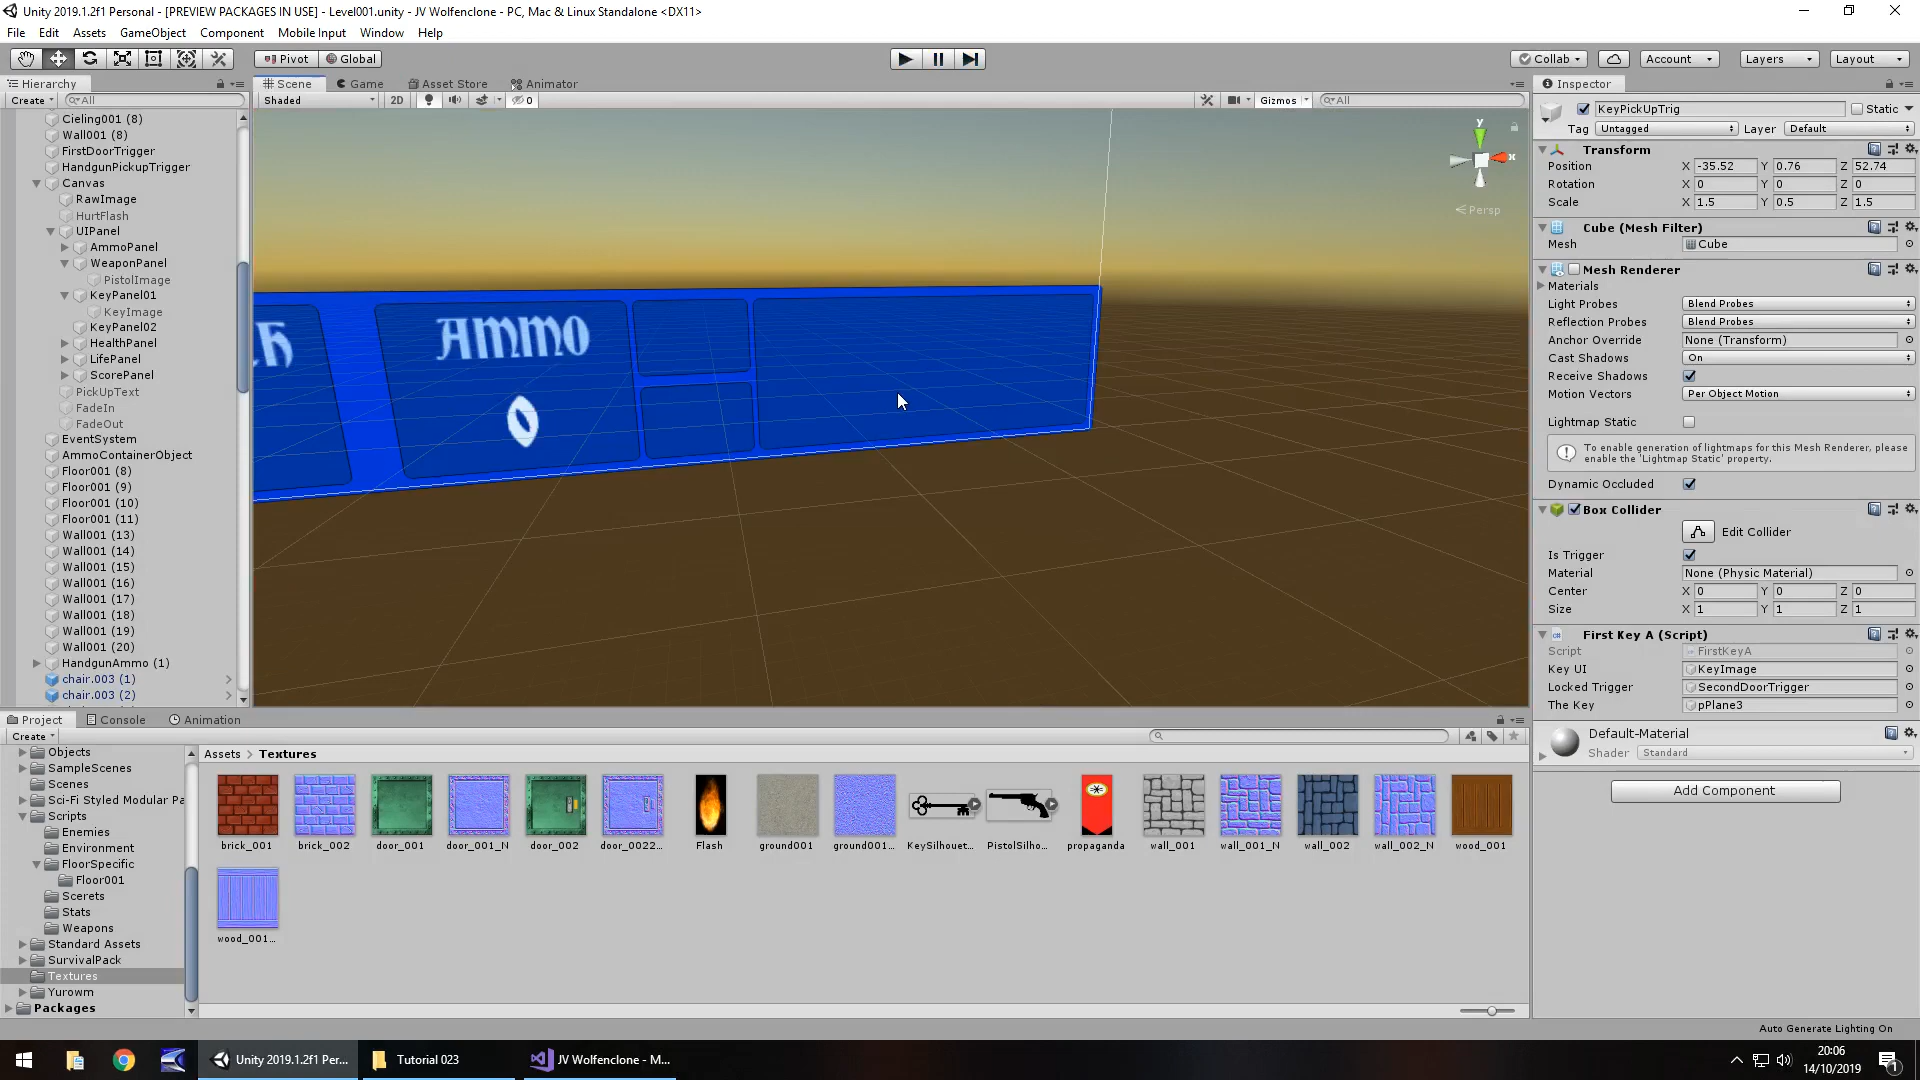 Unity 2019.1.2f1 Personal - [PREVIEW PACKAGES IN USE] - Level001.unity - JV Wolfenclone - PC, Mac & Linux Standalone <DX11>
File Edit Assets GameObject Component Mobile Input Window Help
Pivot Global Collab Account Layers Layout
Hierarchy
Create All
Cieling001 (8)
Wall001 (8)
FirstDoorTrigger
HandgunPickupTrigger
Canvas
RawImage
HurtFlash
UIPanel
AmmoPanel
WeaponPanel
PistolImage
KeyPanel01
KeyImage
KeyPanel02
HealthPanel
LifePanel
ScorePanel
PickUpText
FadeIn
FadeOut
EventSystem
AmmoContainerObject
Floor001 (8)
Floor001 (9)
Floor001 (10)
Floor001 (11)
Wall001 (13)
Wall001 (14)
Wall001 (15)
Wall001 (16)
Wall001 (17)
Wall001 (18)
Wall001 (19)
Wall001 (20)
HandgunAmmo (1)
chair.003 (1)
chair.003 (2)
Scene Game Asset Store Animator
Shaded 2D 0 Gizmos All
y
x
Persp
AMMO
0
Inspector
KeyPickUpTrig Static
Tag Untagged Layer Default
Transform
Position X -35.52 Y 0.76 Z 52.74
Rotation X 0 Y 0 Z 0
Scale X 1.5 Y 0.5 Z 1.5
Cube (Mesh Filter)
Mesh Cube
Mesh Renderer
Materials
Light Probes Blend Probes
Reflection Probes Blend Probes
Anchor Override None (Transform)
Cast Shadows On
Receive Shadows
Motion Vectors Per Object Motion
Lightmap Static
To enable generation of lightmaps for this Mesh Renderer, please
enable the 'Lightmap Static' property.
Dynamic Occluded
Box Collider
Edit Collider
Is Trigger
Material None (Physic Material)
Center X 0 Y 0 Z 0
Size X 1 Y 1 Z 1
First Key A (Script)
Script FirstKeyA
Key UI KeyImage
Locked Trigger SecondDoorTrigger
The Key pPlane3
Default-Material
Shader Standard
Add Component
Project Console Animation
Create
Objects
SampleScenes
Scenes
Sci-Fi Styled Modular Pa
Scripts
Enemies
Environment
FloorSpecific
Floor001
Scerets
Stats
Weapons
Standard Assets
SurvivalPack
Textures
Yurowm
Packages
Assets Textures
brick_001 brick_002 door_001 door_001_N door_002 door_0022... Flash ground001 ground001... KeySilhouet... PistolSilho... propaganda wall_001 wall_001_N wall_002 wall_002_N wood_001
wood_001...
Auto Generate Lighting On
Unity 2019.1.2f1 Per... Tutorial 023 JV Wolfenclone - M...
20:06
14/10/2019
1